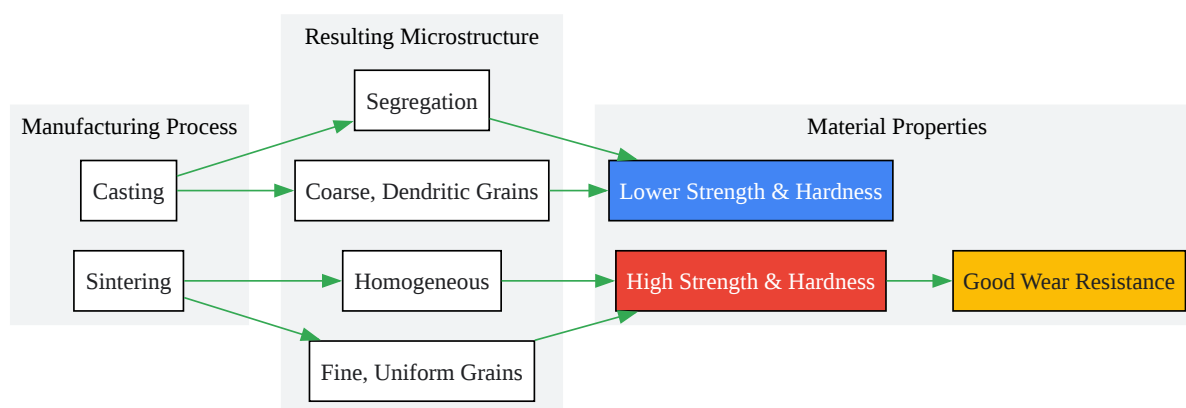 Resulting Microstructure
Segregation
Manufacturing Process
Material Properties
Casting
Coarse, Dendritic Grains
Lower Strength & Hardness
Sintering
Homogeneous
High Strength & Hardness
Good Wear Resistance
Fine, Uniform Grains